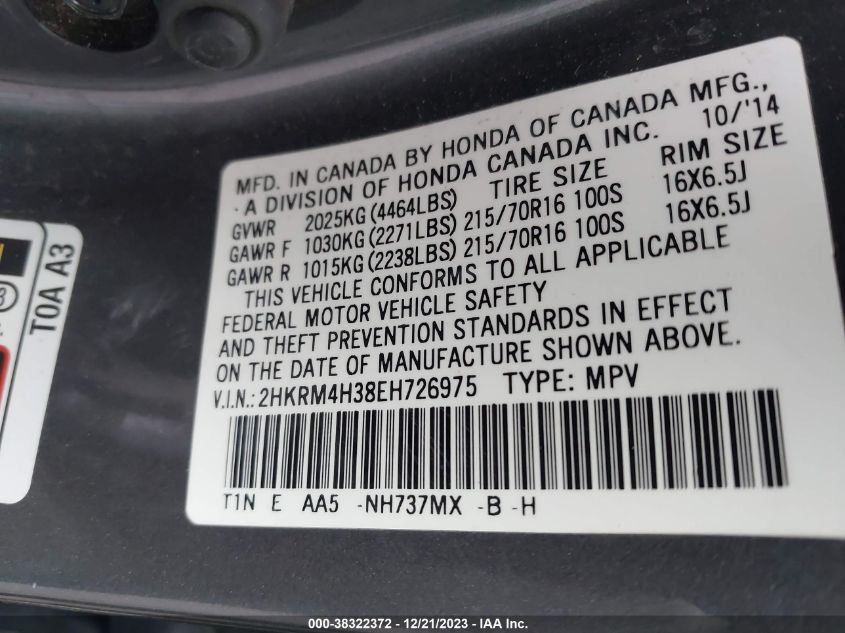 MFD. IN CANADA BY HONDA OF CANADA MFG.,
A DIVISION OF HONDA CANADA INC. 10/'14
GVWR 2025KG (4464LBS) TIRE SIZE RIM SIZE
GAWR F 1030KG (2271LBS) 215/70R16 100S 16X6.5J
GAWR R 1015KG (2238LBS) 215/70R16 100S 16X6.5J
THIS VEHICLE CONFORMS TO ALL APPLICABLE
FEDERAL MOTOR VEHICLE SAFETY
AND THEFT PREVENTION STANDARDS IN EFFECT
ON THE DATE OF MANUFACTURE SHOWN ABOVE.
V.I.N.: 2HKRM4H38EH726975 TYPE: MPV
T1N E AA5 -NH737MX -B -H
T0A A3
000-38322372 - 12/21/2023 - IAA Inc.